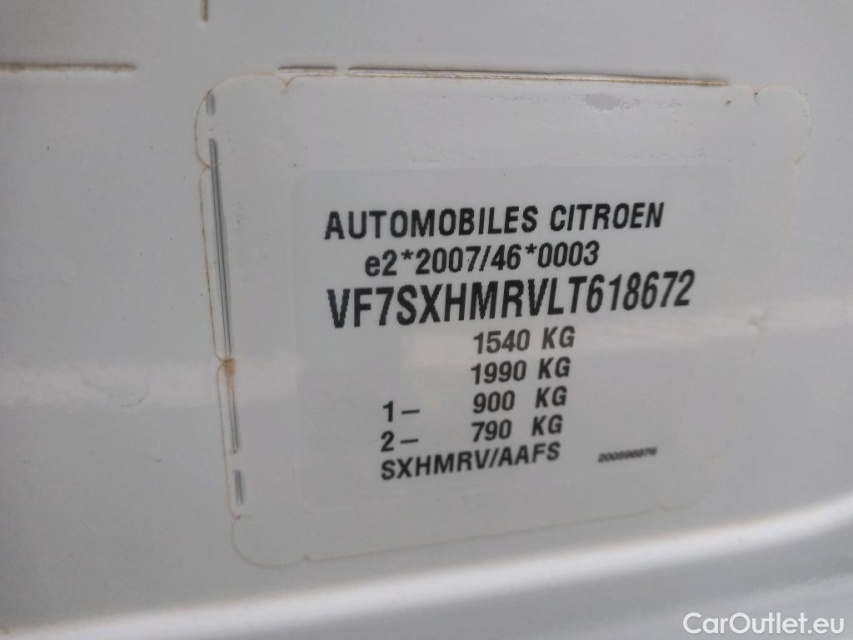 AUTOMOBILES CITROEN
e2*2007/46*0003
VF7SXHMRVLT618672
1540 KG
1990 KG
1– 900 KG
2– 790 KG
SXHMRV/AAFS
CarOutlet.eu